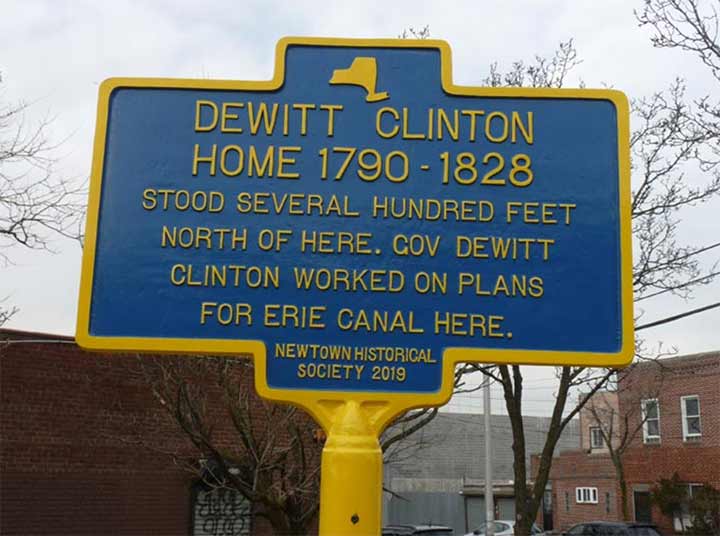 DEWITT CLINTON
HOME 1790 - 1828
STOOD SEVERAL HUNDRED FEET
NORTH OF HERE. GOV DEWITT
CLINTON WORKED ON PLANS
FOR ERIE CANAL HERE.
NEWTOWN HISTORICAL
SOCIETY 2019